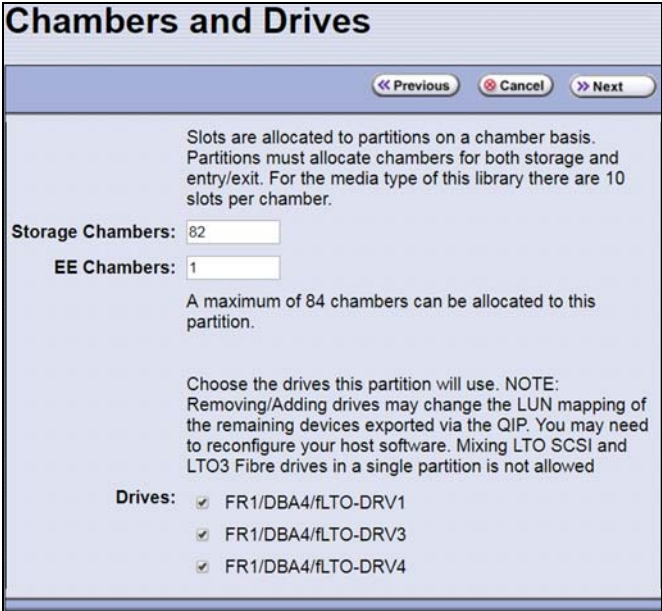 Chambers and Drives
Previous Cancel Next
Slots are allocated to partitions on a chamber basis.
Partitions must allocate chambers for both storage and
entry/exit. For the media type of this library there are 10
slots per chamber.
Storage Chambers: 82
EE Chambers: 1
A maximum of 84 chambers can be allocated to this
partition.
Choose the drives this partition will use. NOTE:
Removing/Adding drives may change the LUN mapping of
the remaining devices exported via the QIP. You may need
to reconfigure your host software. Mixing LTO SCSI and
LTO3 Fibre drives in a single partition is not allowed
Drives: FR1/DBA4/fLTO-DRV1
FR1/DBA4/fLTO-DRV3
FR1/DBA4/fLTO-DRV4